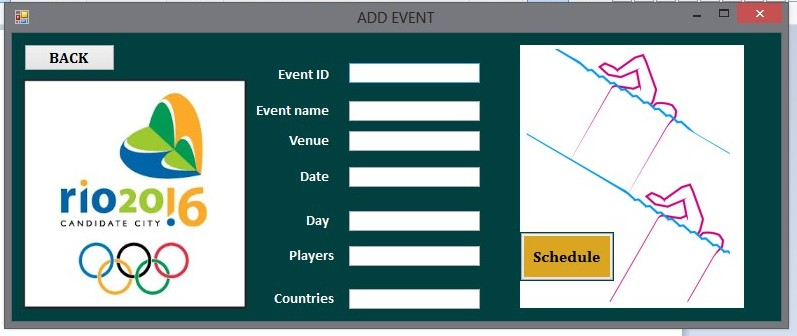 ADD EVENT
BACK
rio2016
CANDIDATE CITY
Event ID
Event name
Venue
Date
Day
Players
Countries
Schedule